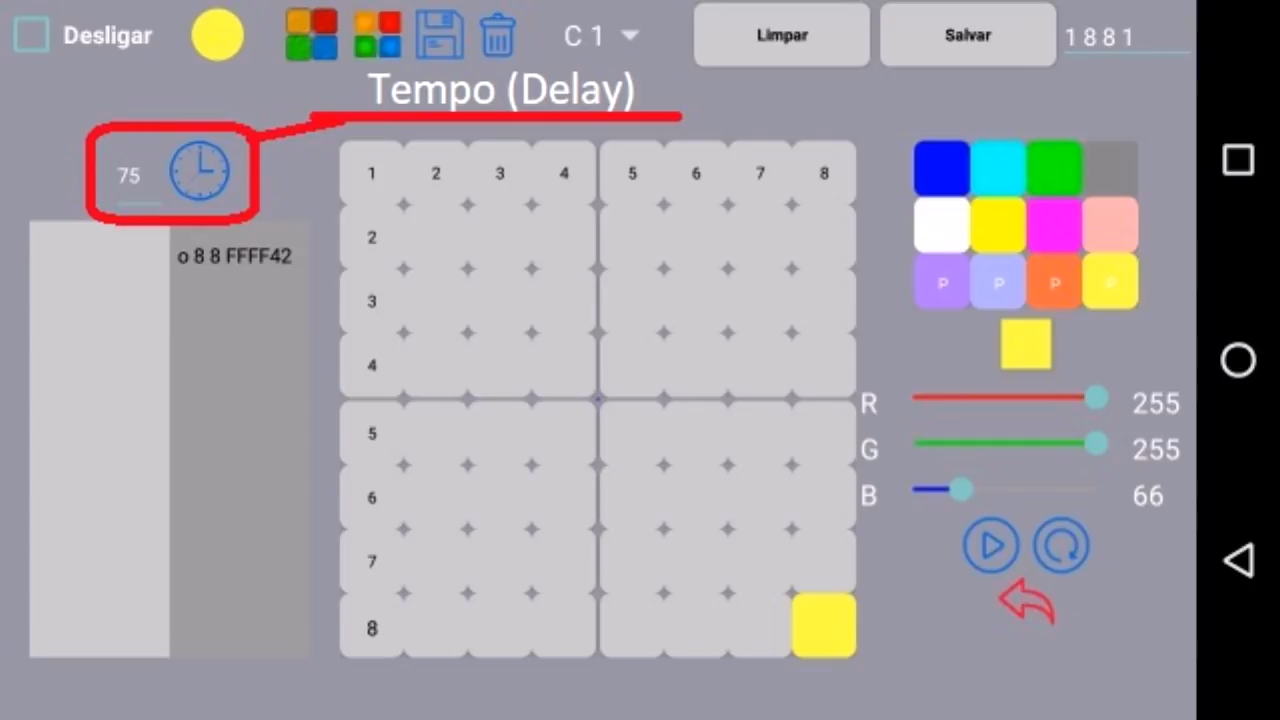 Desligar
C 1
Limpar
Salvar
1 8 8 1
Tempo (Delay)
75
o 8 8 FFFF42
1 2 3 4 5 6 7 8
2
3
4
5
6
7
8
P P P P
R 255
G 255
B 66